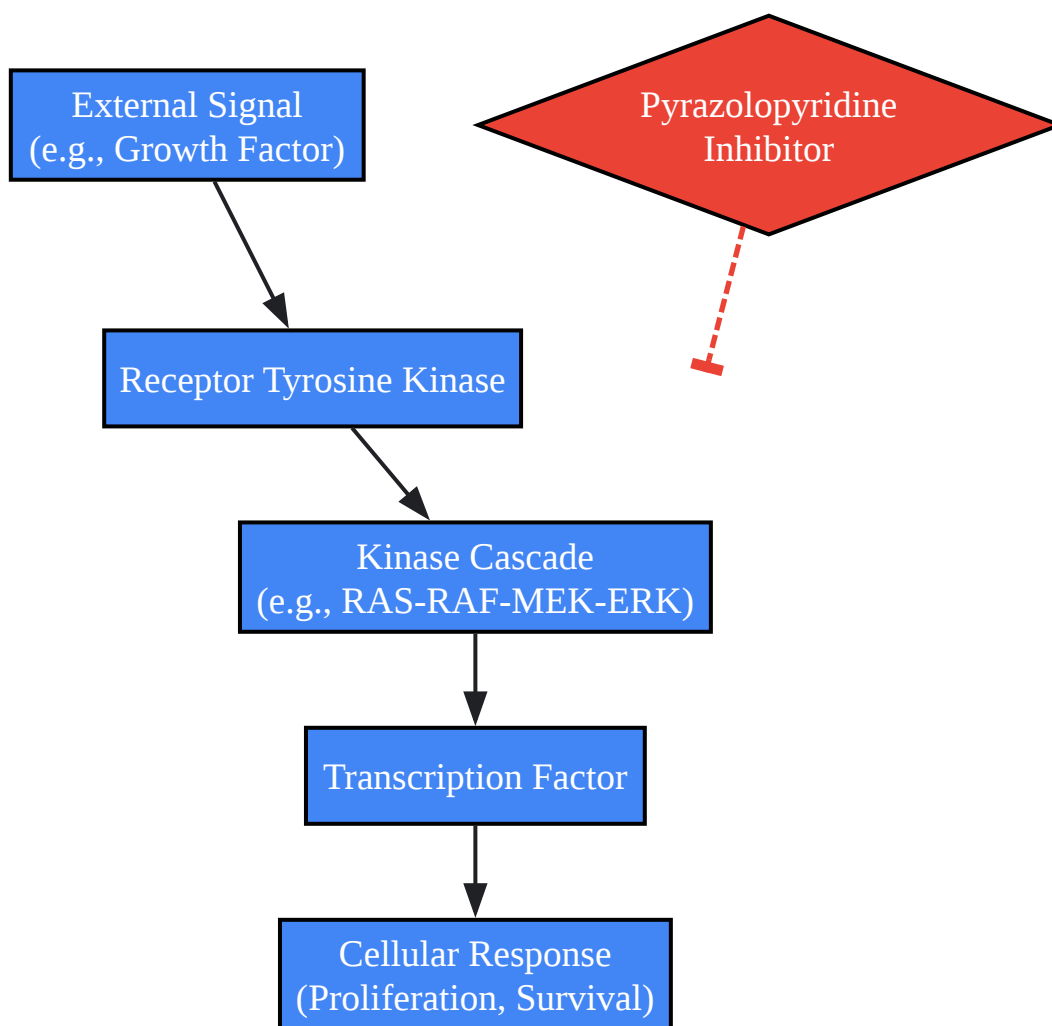 External Signal
(e.g., Growth Factor)
Pyrazolopyridine
Inhibitor
Receptor Tyrosine Kinase
Kinase Cascade
(e.g., RAS-RAF-MEK-ERK)
Transcription Factor
Cellular Response
(Proliferation, Survival)